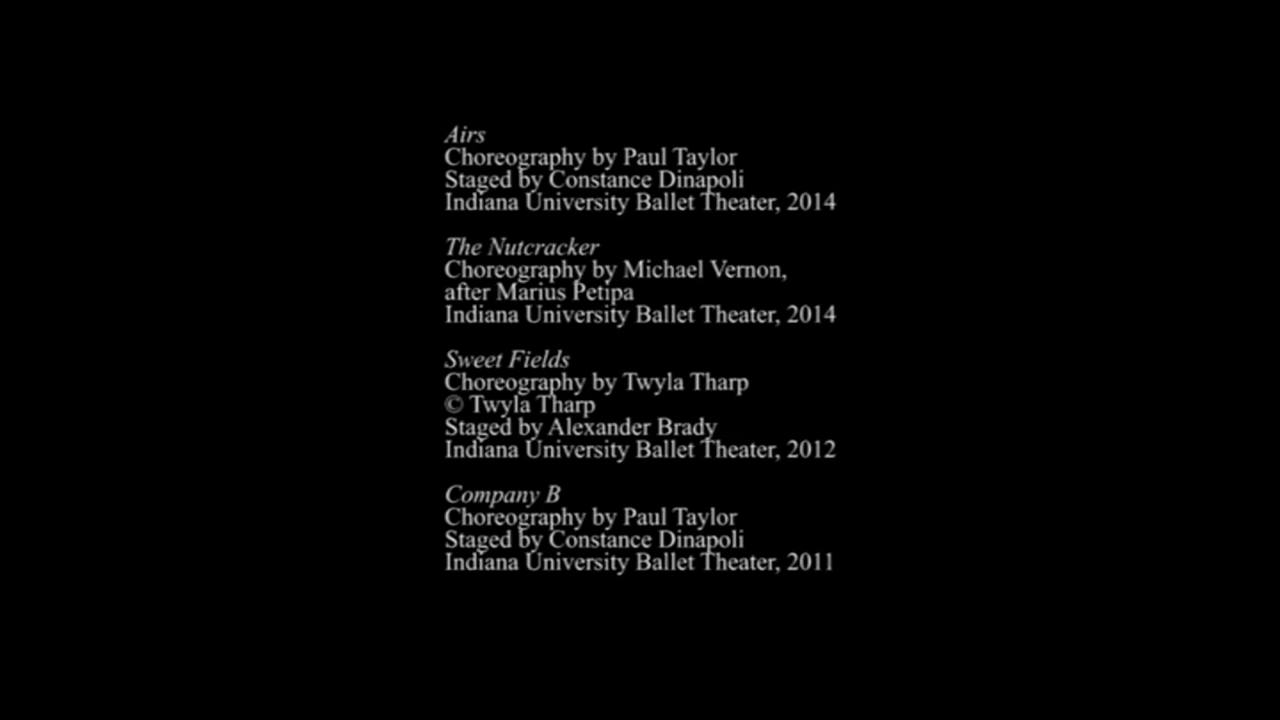 Airs
Choreography by Paul Taylor
Staged by Constance Dinapoli
Indiana University Ballet Theater, 2014
The Nutcracker
Choreography by Michael Vernon,
after Marius Petipa
Indiana University Ballet Theater, 2014
Sweet Fields
Choreography by Twyla Tharp
© Twyla Tharp
Staged by Alexander Brady
Indiana University Ballet Theater, 2012
Company B
Choreography by Paul Taylor
Staged by Constance Dinapoli
Indiana University Ballet Theater, 2011